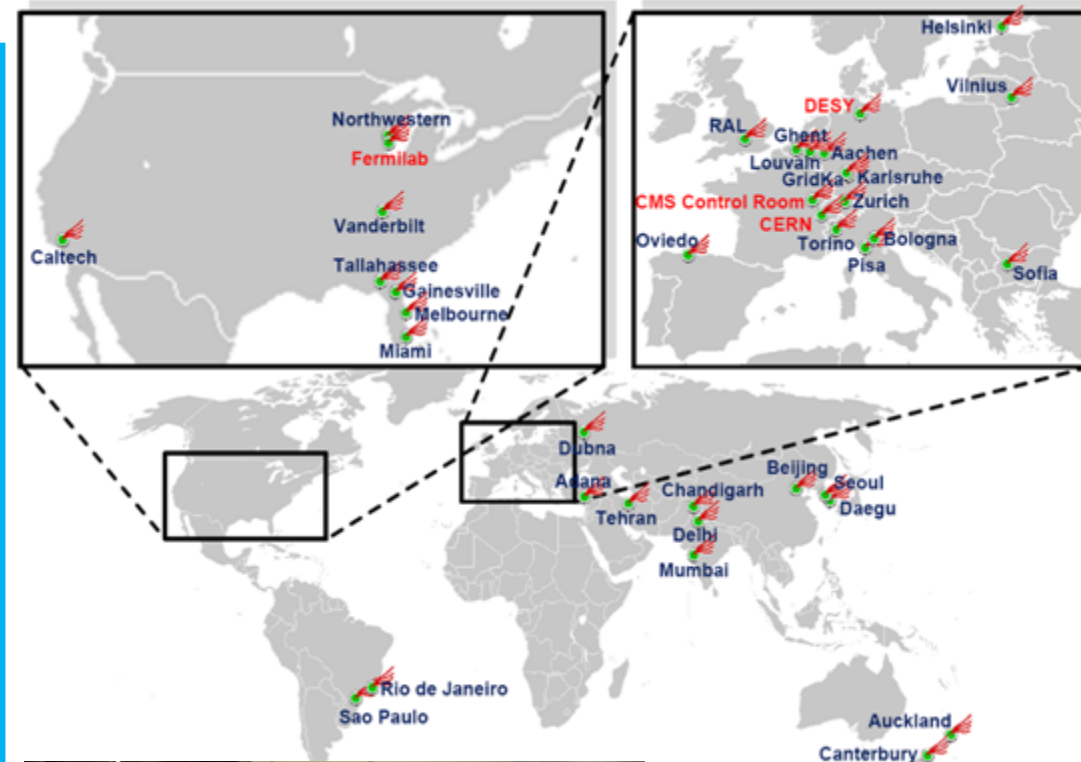 Northwestern
Fermilab
Vanderbilt
Caltech
Tallahassee
Gainesville
Melbourne
Miami
Helsinki
Vilnius
DESY
RAL
Ghent
Louvain
Aachen
GridKa
Karlsruhe
CMS Control Room
Zurich
CERN
Oviedo
Torino
Bologna
Pisa
Sofia
Dubna
Adana
Tehran
Chandigarh
Delhi
Mumbai
Beijing
Seoul
Daegu
Rio de Janeiro
Sao Paulo
Auckland
Canterbury